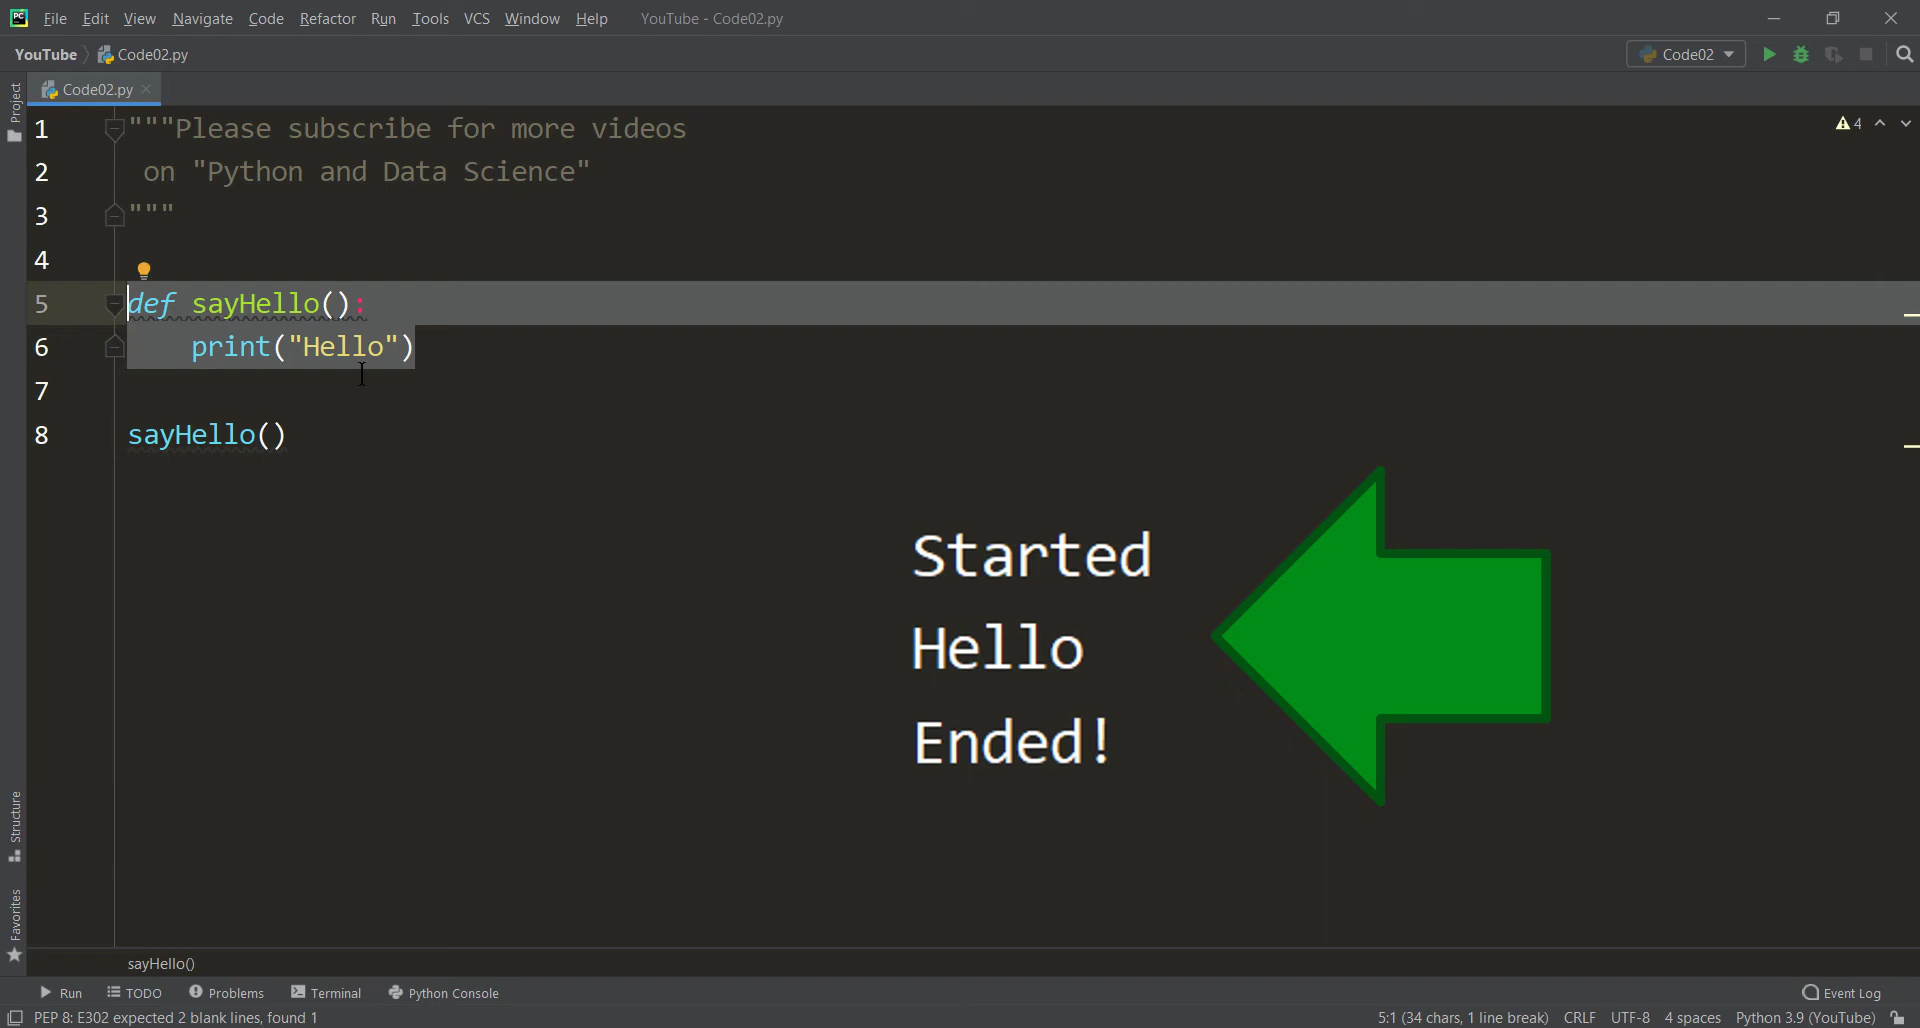 PC File Edit View Navigate Code Refactor Run Tools VCS Window Help YouTube - Code02.py
YouTube Code02.py Code02
Code02.py
Project
1 """Please subscribe for more videos
2 on "Python and Data Science"
3 """
4
5 def sayHello():
6 print("Hello")
7
8 sayHello()
4
Started
Hello
Ended!
Structure
Favorites
sayHello()
Run TODO Problems Terminal Python Console Event Log
PEP 8: E302 expected 2 blank lines, found 1 5:1 (34 chars, 1 line break) CRLF UTF-8 4 spaces Python 3.9 (YouTube)